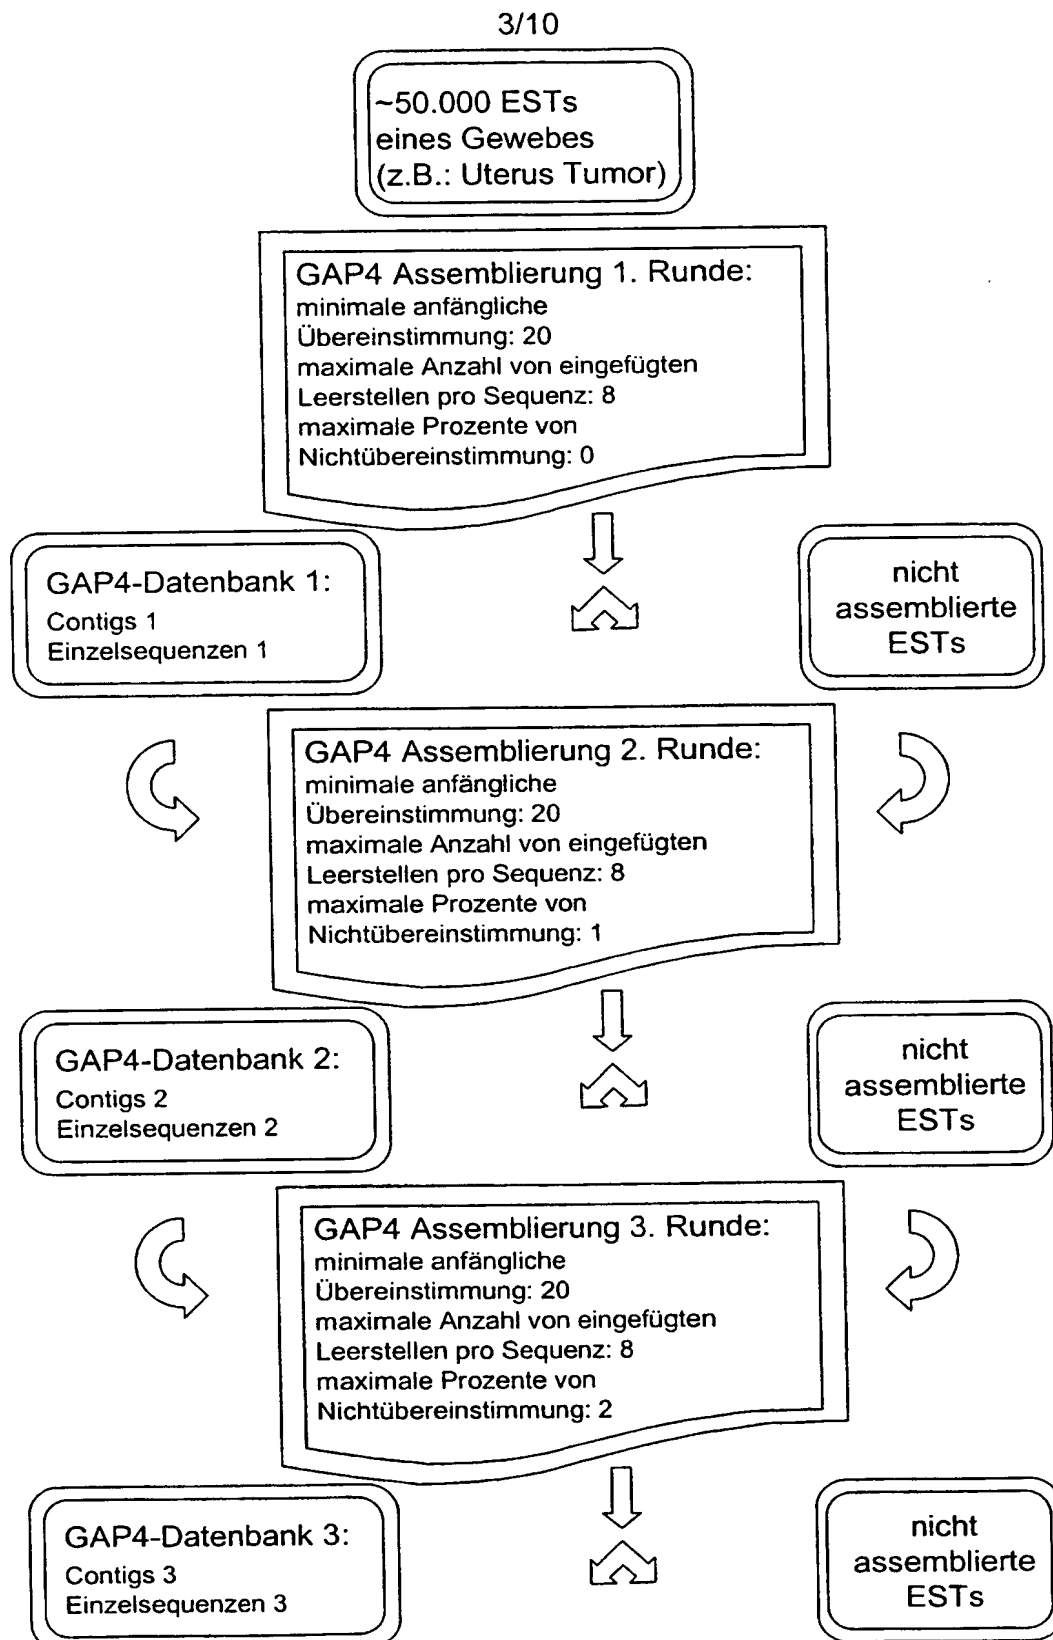 3/10
~50.000 ESTs
eines Gewebes
(z.B.: Uterus Tumor)
GAP4 Assemblierung 1. Runde:
minimale anfängliche
Übereinstimmung: 20
maximale Anzahl von eingefügten
Leerstellen pro Sequenz: 8
maximale Prozente von
Nichtübereinstimmung: 0
GAP4-Datenbank 1:
Contigs 1
Einzelsequenzen 1
nicht
assemblierte
ESTs
GAP4 Assemblierung 2. Runde:
minimale anfängliche
Übereinstimmung: 20
maximale Anzahl von eingefügten
Leerstellen pro Sequenz: 8
maximale Prozente von
Nichtübereinstimmung: 1
GAP4-Datenbank 2:
Contigs 2
Einzelsequenzen 2
nicht
assemblierte
ESTs
GAP4 Assemblierung 3. Runde:
minimale anfängliche
Übereinstimmung: 20
maximale Anzahl von eingefügten
Leerstellen pro Sequenz: 8
maximale Prozente von
Nichtübereinstimmung: 2
GAP4-Datenbank 3:
Contigs 3
Einzelsequenzen 3
nicht
assemblierte
ESTs